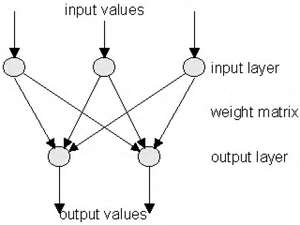 input values
input layer
weight matrix
output layer
output values